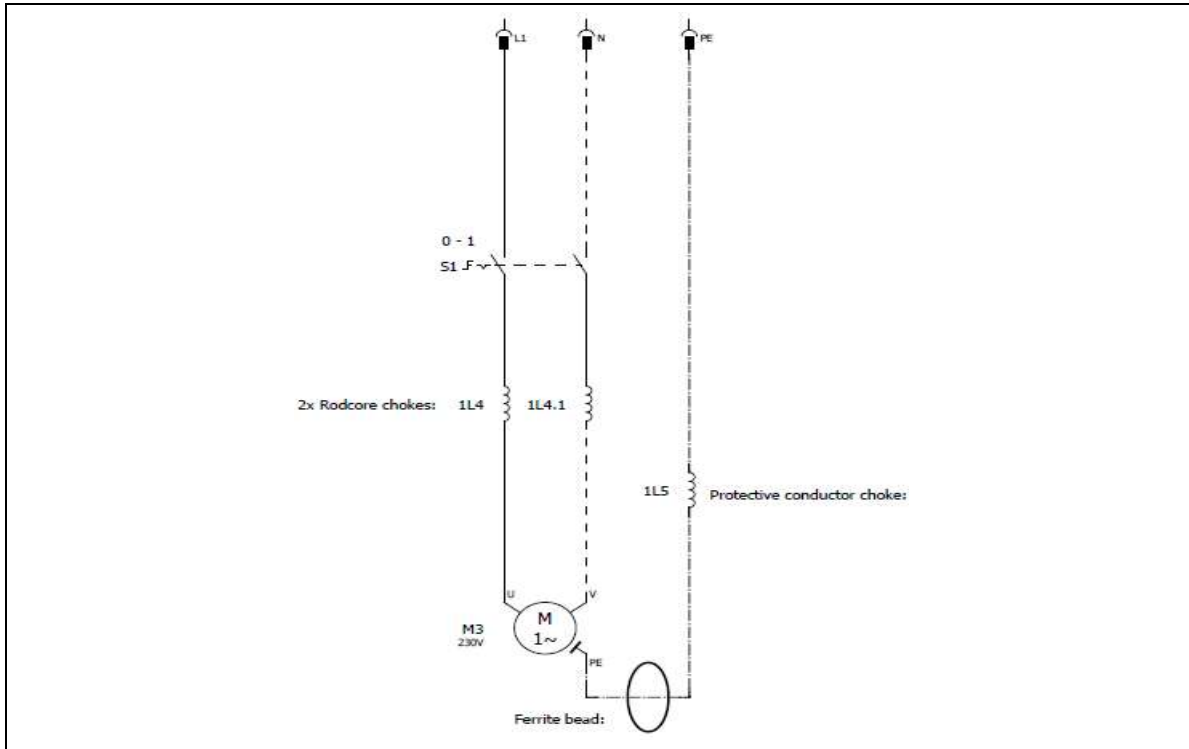 L1
N
PE
0 - 1
S1
2x Rodcore chokes:
1L4
1L4.1
1L5
Protective conductor choke:
U
V
M
1~
M3
230V
PE
Ferrite bead: